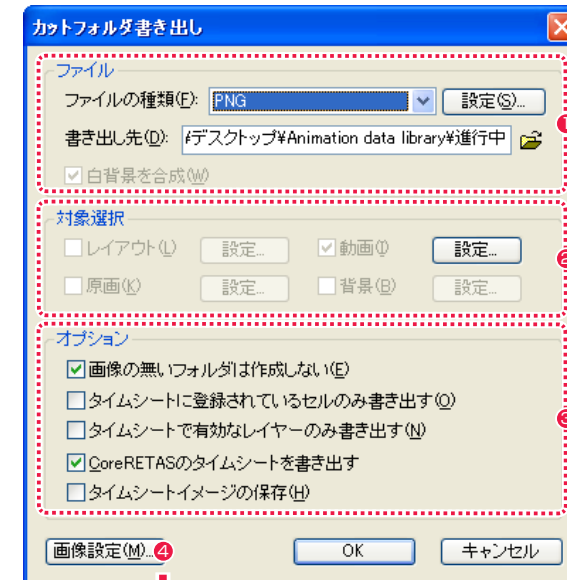 カットフォルダ書き出し
ファイル
ファイルの種類(F): PNG 設定(S)...
書き出し先(D): デスクトップ¥Animation data library¥進行中
白背景を合成(W)
対象選択
レイアウト(L) 設定... 動画(I) 設定...
原画(K) 設定... 背景(B) 設定...
オプション
画像の無いフォルダは作成しない(E)
タイムシートに登録されているセルのみ書き出す(O)
タイムシートで有効なレイヤーのみ書き出す(N)
CoreRETASのタイムシートを書き出す
タイムシートイメージの保存(H)
画像設定(M)...❹ OK キャンセル